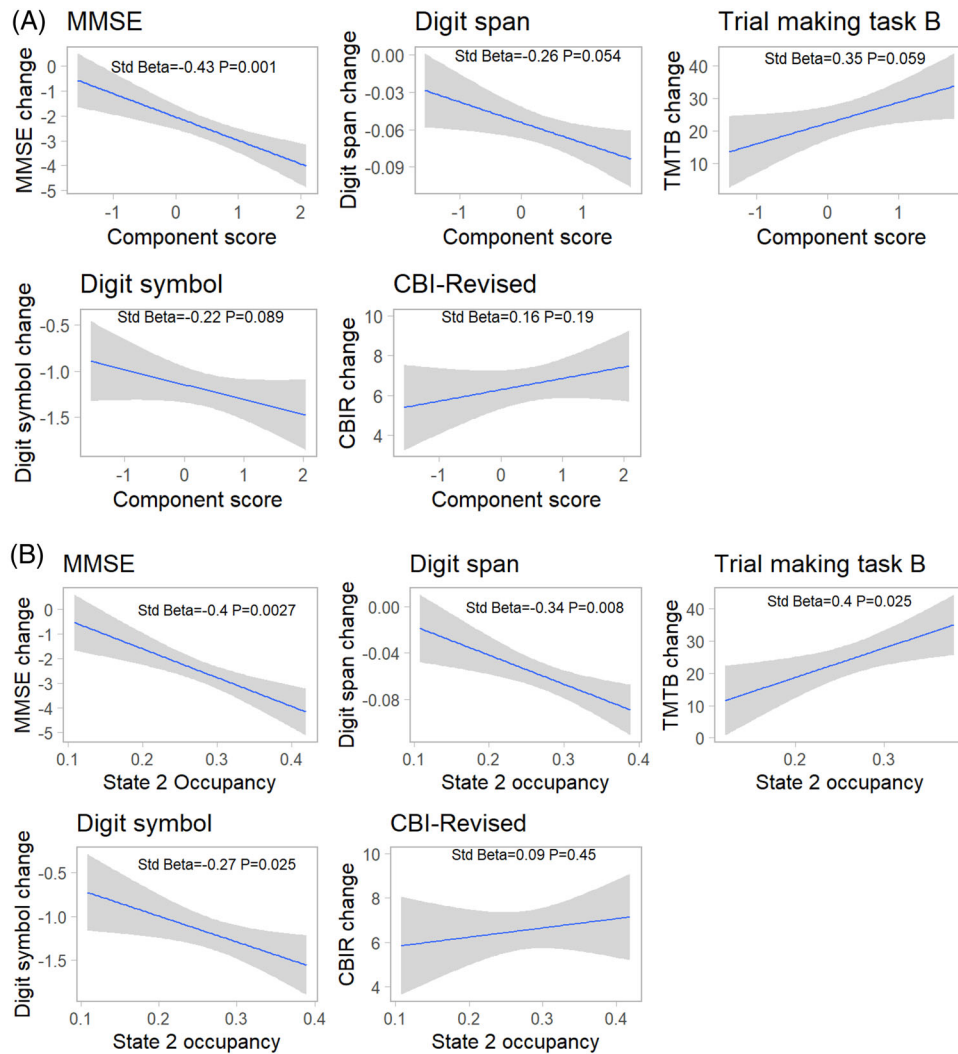 (A)
MMSE
Std Beta=-0.43 P=0.001
MMSE change
0
-1
-2
-3
-4
-5
-1 0 1 2
Component score
Digit span
Std Beta=-0.26 P=0.054
Digit span change
0.00
-0.03
-0.06
-0.09
-1 0 1
Component score
Trial making task B
Std Beta=0.35 P=0.059
TMTB change
40
30
20
10
-1 0 1
Component score
Digit symbol
Std Beta=-0.22 P=0.089
Digit symbol change
-0.5
-1.0
-1.5
-1 0 1 2
Component score
CBI-Revised
Std Beta=0.16 P=0.19
CBIR change
10
8
6
4
-1 0 1 2
Component score
(B)
MMSE
Std Beta=-0.4 P=0.0027
MMSE change
0
-1
-2
-3
-4
-5
0.1 0.2 0.3 0.4
State 2 Occupancy
Digit span
Std Beta=-0.34 P=0.008
Digit span change
0.00
-0.04
-0.08
0.1 0.2 0.3 0.4
State 2 occupancy
Trial making task B
Std Beta=0.4 P=0.025
TMTB change
40
30
20
10
0
0.2 0.3
State 2 occupancy
Digit symbol
Std Beta=-0.27 P=0.025
Digit symbol change
-0.5
-1.0
-1.5
0.1 0.2 0.3 0.4
State 2 occupancy
CBI-Revised
Std Beta=0.09 P=0.45
CBIR change
10
8
6
4
0.1 0.2 0.3 0.4
State 2 occupancy